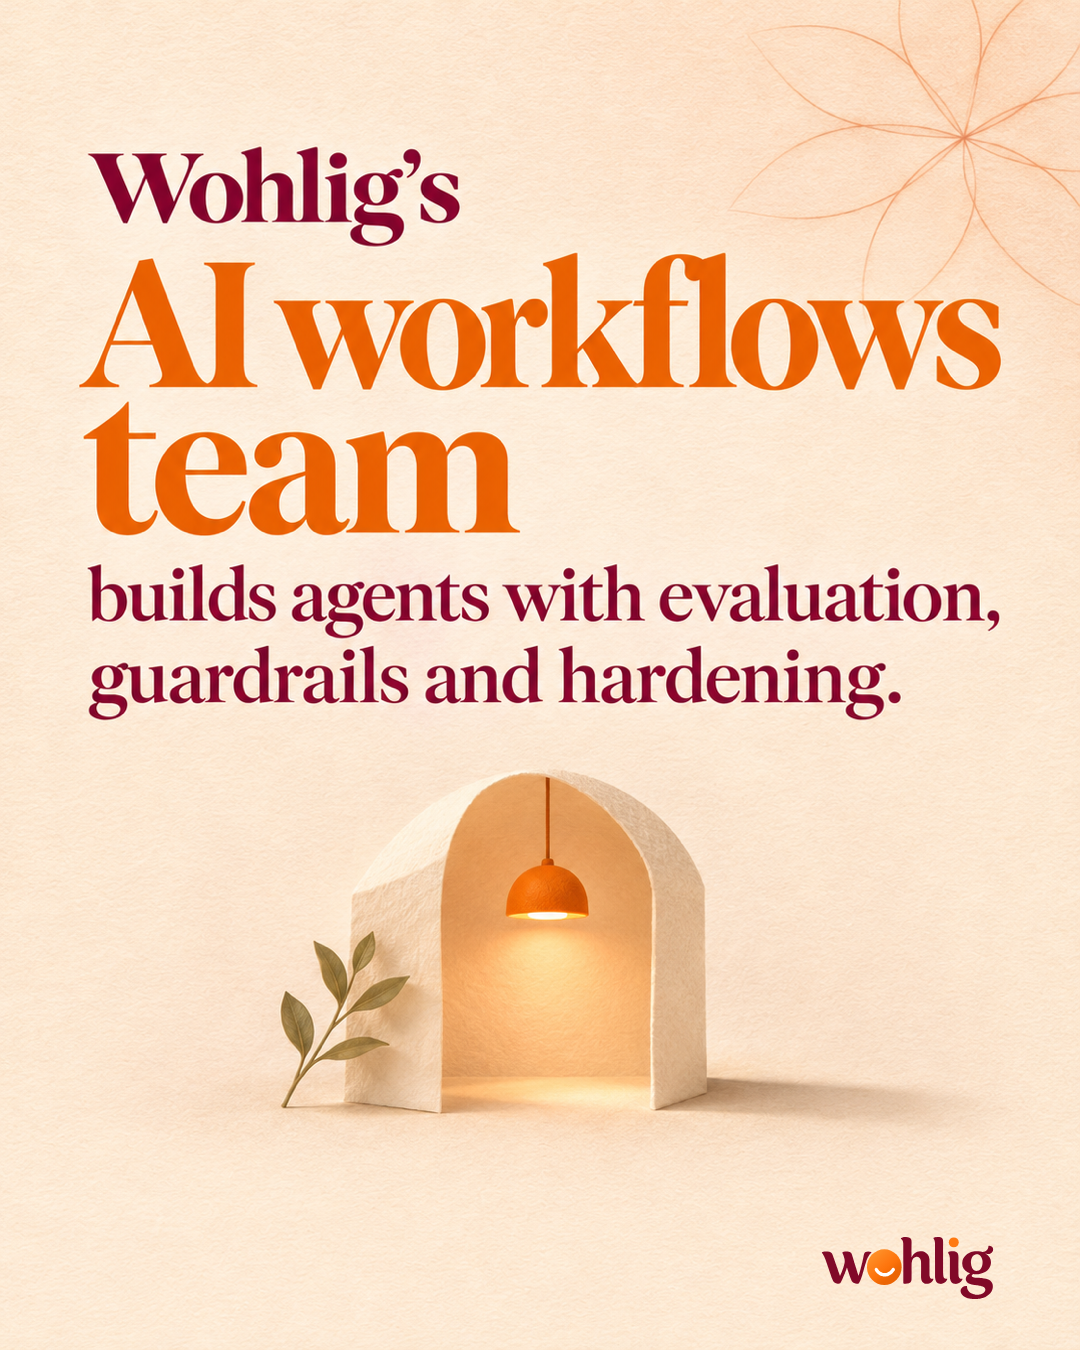 Wohlig’s
AI workflows
team
builds agents with evaluation,
guardrails and hardening.
wohlig